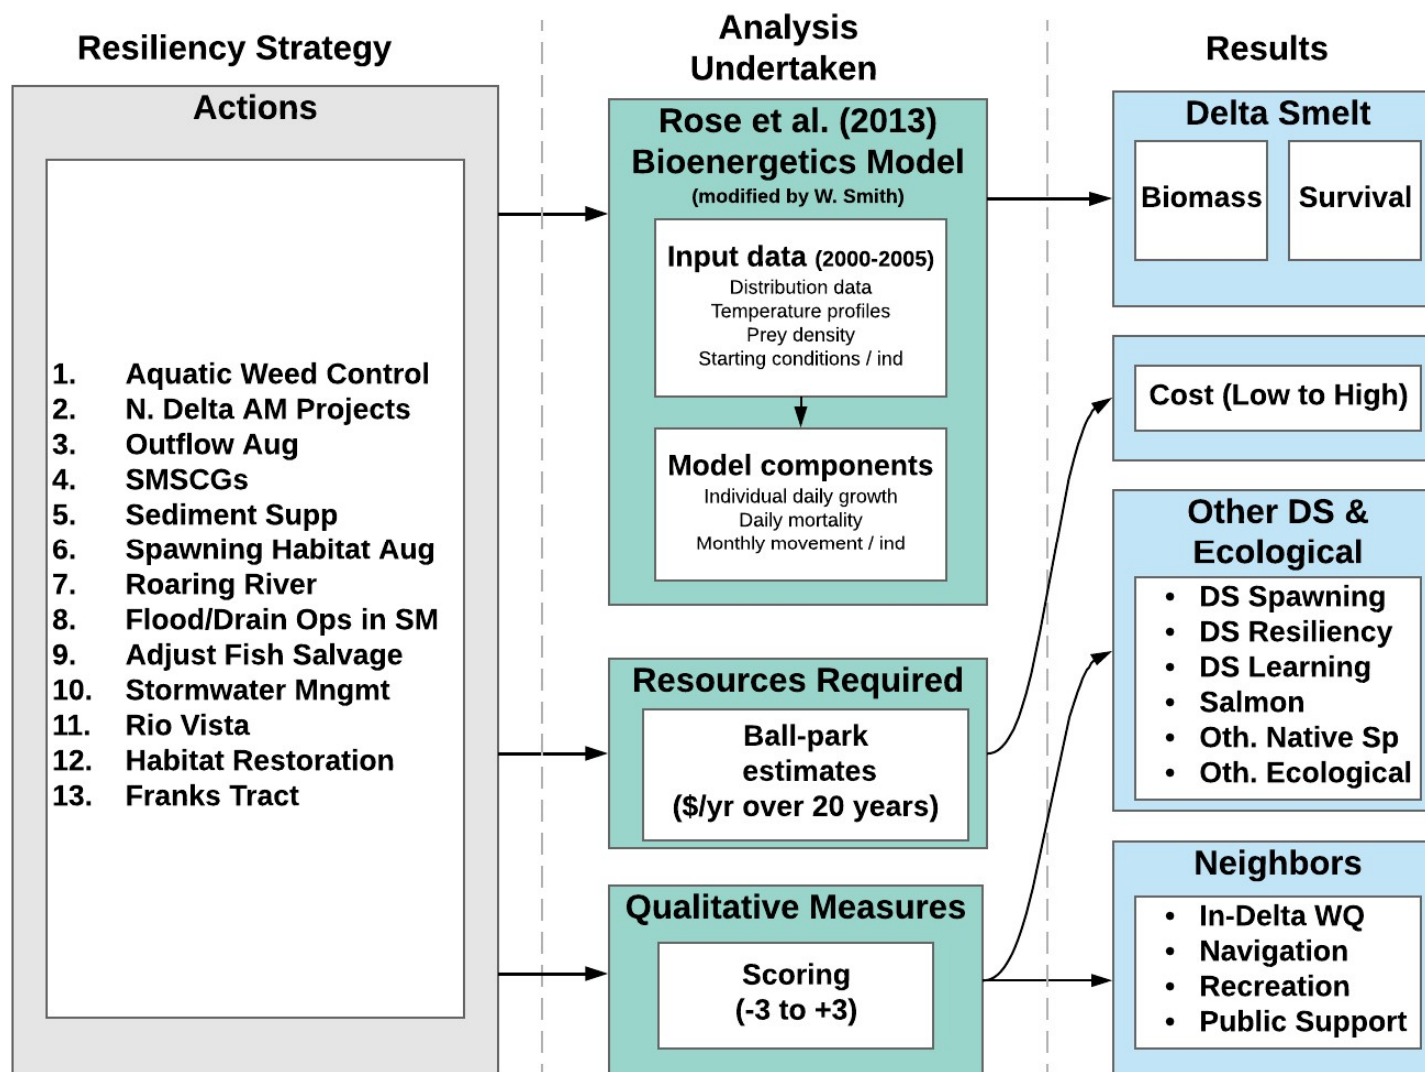 Resiliency Strategy
Actions
1. Aquatic Weed Control
2. N. Delta AM Projects
3. Outflow Aug
4. SMSCGs
5. Sediment Supp
6. Spawning Habitat Aug
7. Roaring River
8. Flood/Drain Ops in SM
9. Adjust Fish Salvage
10. Stormwater Mngmt
11. Rio Vista
12. Habitat Restoration
13. Franks Tract
Analysis
Undertaken
Rose et al. (2013)
Bioenergetics Model
(modified by W. Smith)
Input data (2000-2005)
Distribution data
Temperature profiles
Prey density
Starting conditions / ind
Model components
Individual daily growth
Daily mortality
Monthly movement / ind
Resources Required
Ball-park
estimates
($/yr over 20 years)
Qualitative Measures
Scoring
(-3 to +3)
Results
Delta Smelt
Biomass
Survival
Cost (Low to High)
Other DS &
Ecological
• DS Spawning
• DS Resiliency
• DS Learning
• Salmon
• Oth. Native Sp
• Oth. Ecological
Neighbors
• In-Delta WQ
• Navigation
• Recreation
• Public Support